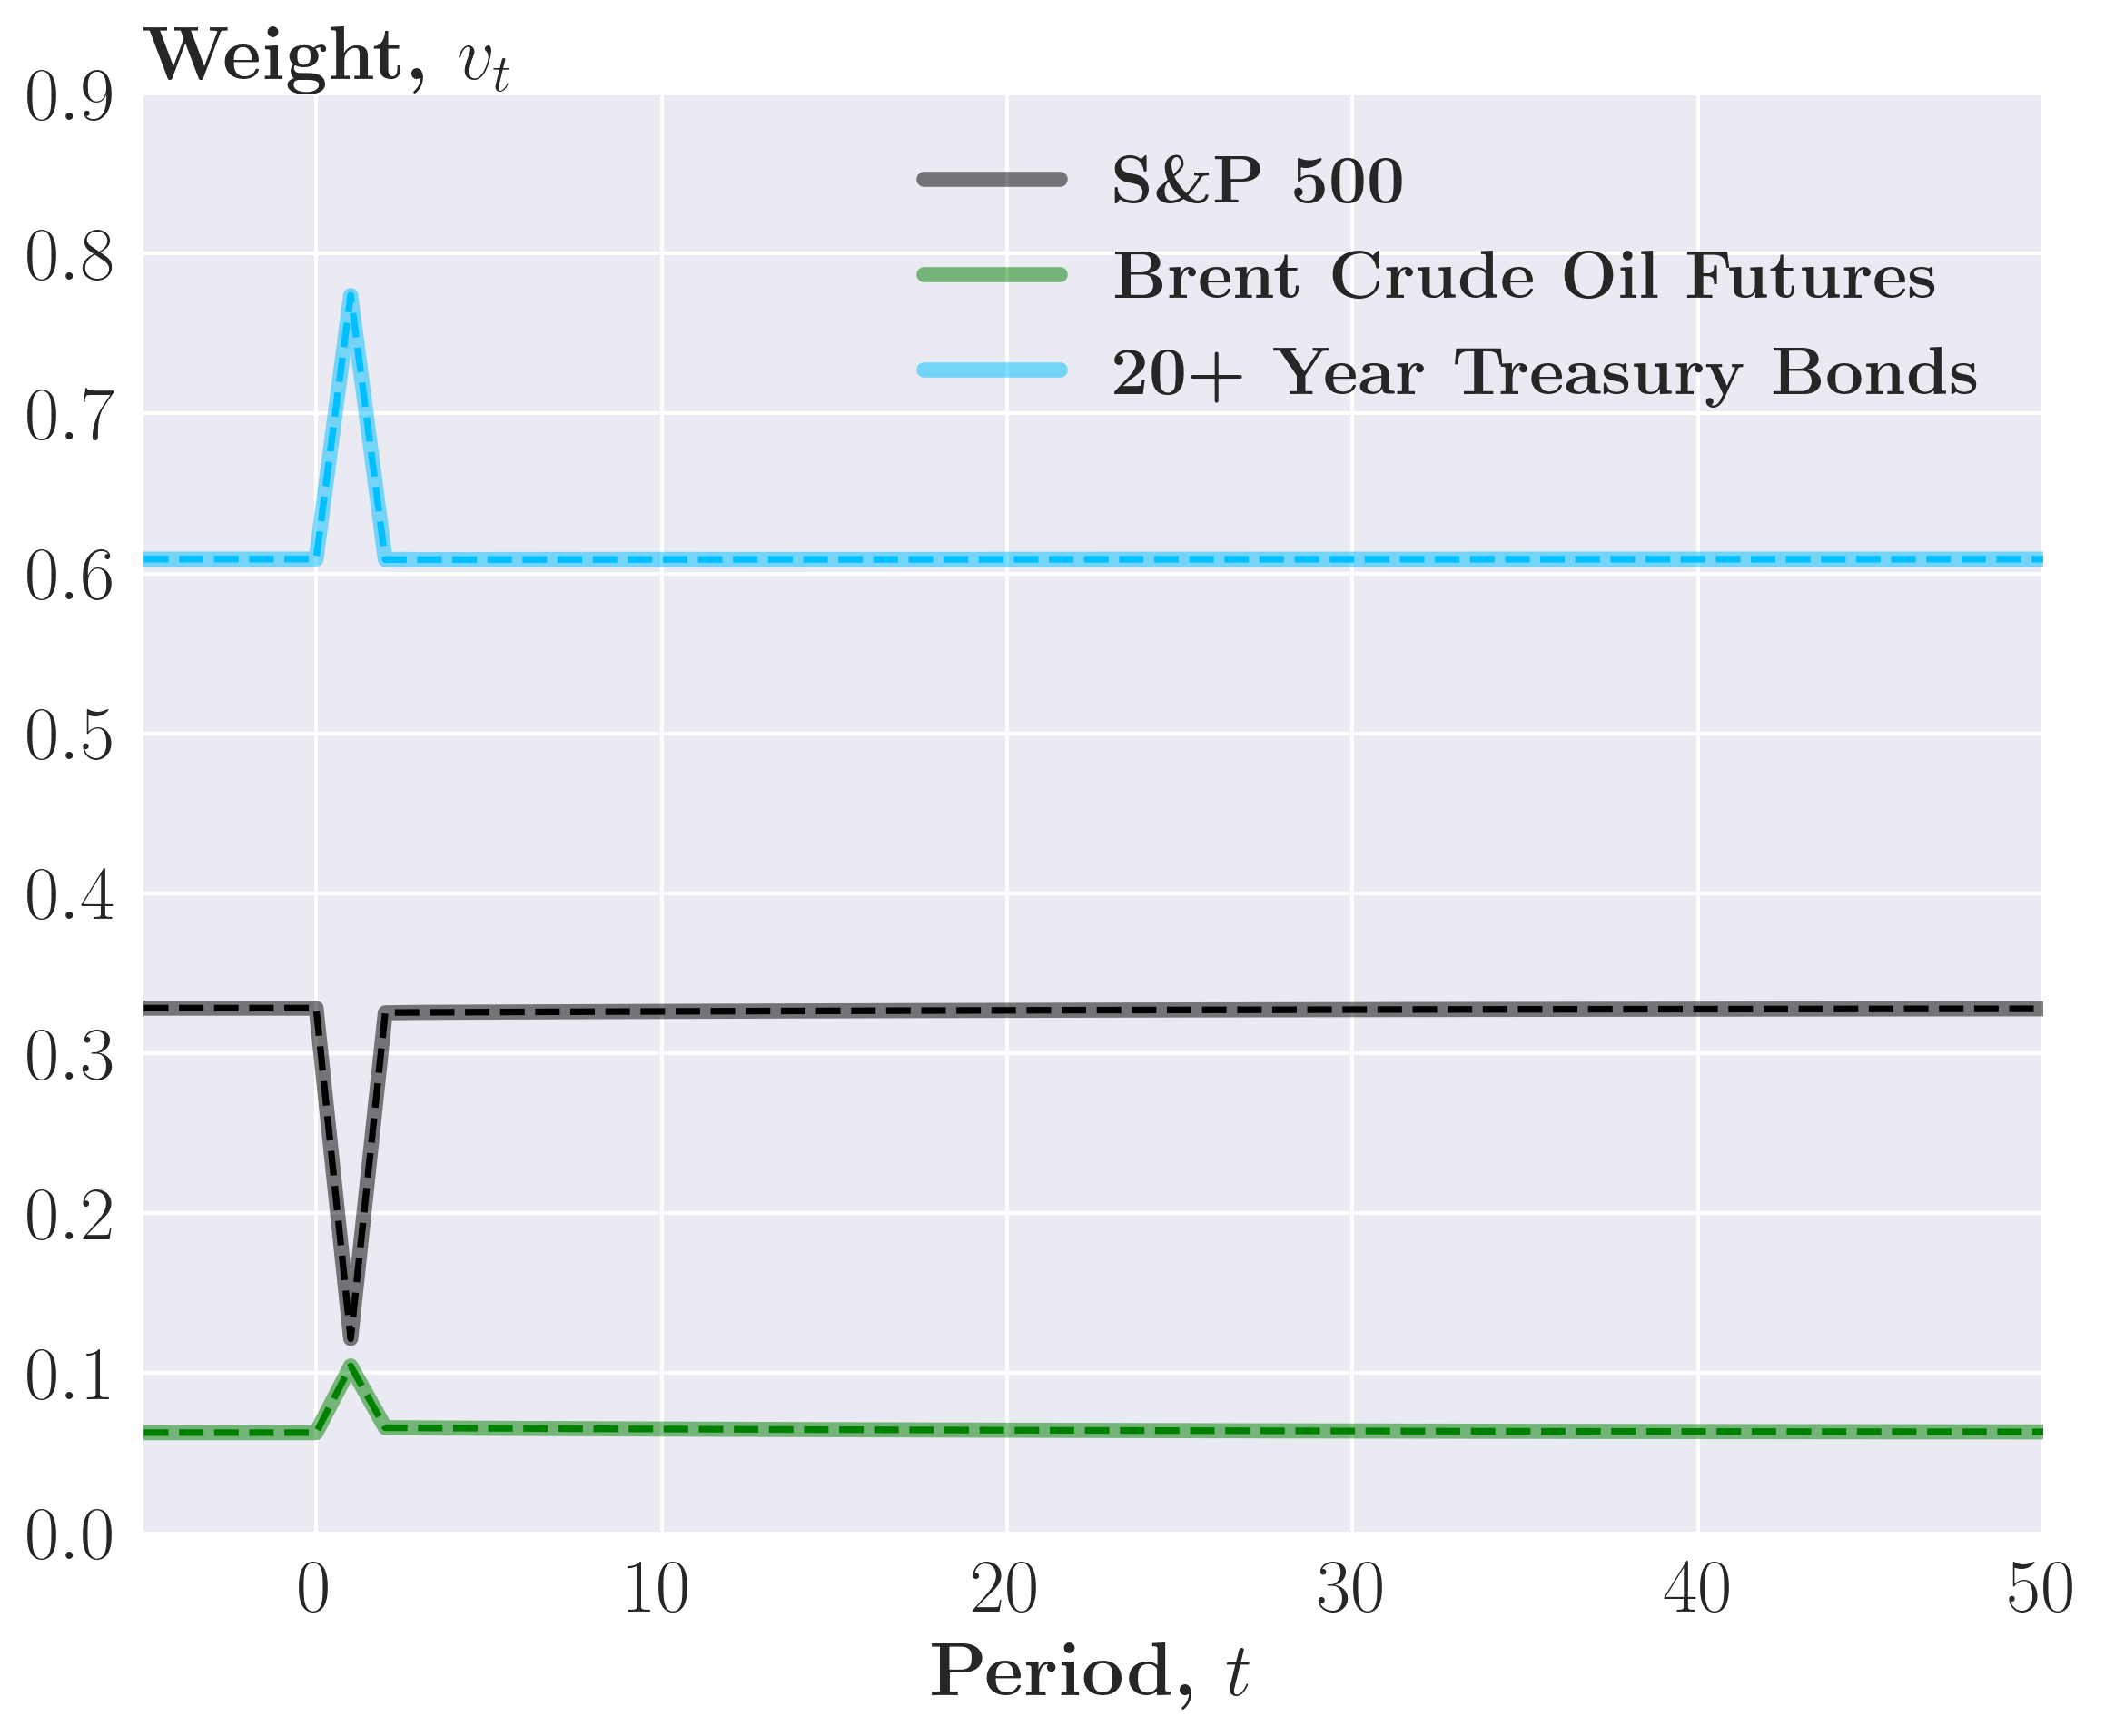 Weight, v_t
0.9
0.8
0.7
0.6
0.5
0.4
0.3
0.2
0.1
0.0
S&P 500
Brent Crude Oil Futures
20+ Year Treasury Bonds
0 10 20 30 40 50
Period, t